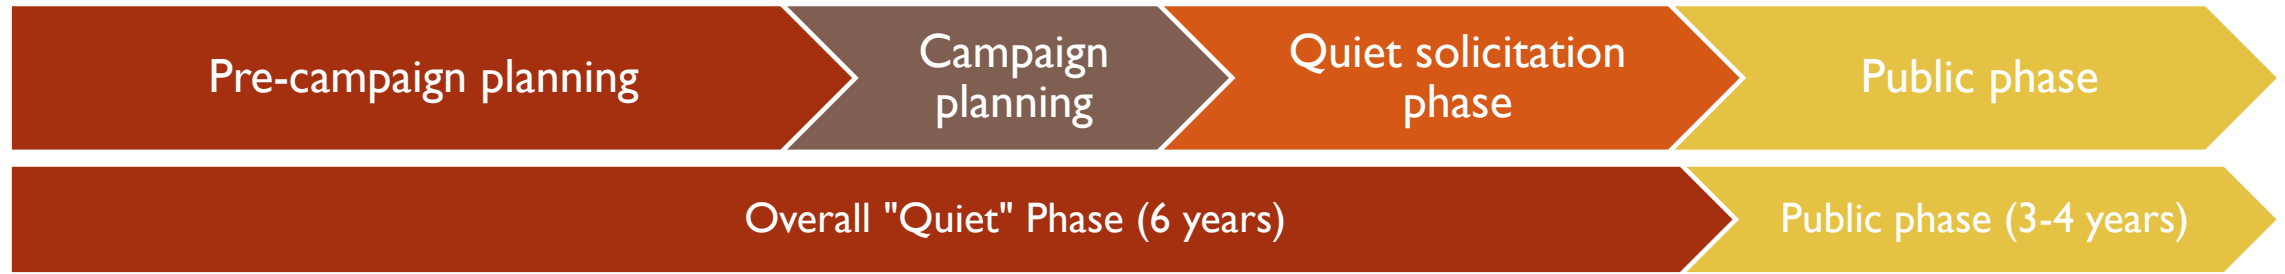 Pre-campaign planning
Campaign
planning
Quiet solicitation
phase
Public phase
Overall "Quiet" Phase (6 years)
Public phase (3-4 years)